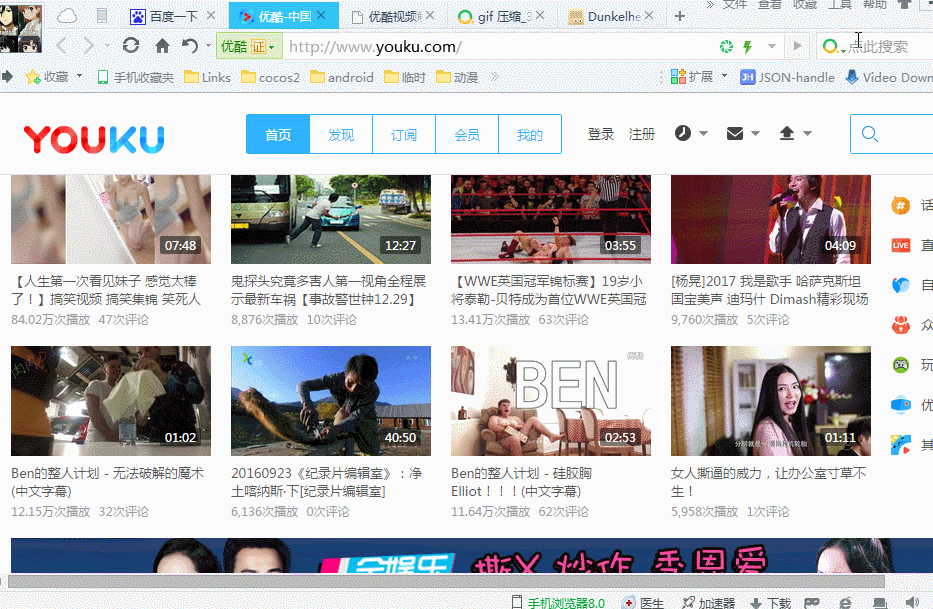 文件 查看 收藏 工具 帮助
百度一下
优酷-中国
优酷视频
gif 压缩_3
Dunkelhe
优酷 证 http://www.youku.com/
点此搜索
收藏 手机收藏夹 Links cocos2 android 临时 动漫
扩展 JH JSON-handle Video Down
YOUKU
首页 发现 订阅 会员 我的 登录 注册
07:48 12:27 03:55 04:09
【人生第一次看见妹子 感觉太棒
了！】搞笑视频 搞笑集锦 笑死人
84.02万次播放 47次评论
鬼探头究竟多害人第一视角全程展
示最新车祸【事故警世钟12.29】
8,876次播放 10次评论
【WWE英国冠军锦标赛】19岁小
将泰勒-贝特成为首位WWE英国冠
13.41万次播放 63次评论
[杨晃]2017 我是歌手 哈萨克斯坦
国宝美声 迪玛什 Dimash精彩现场
9,760次播放 5次评论
BEN
01:02 40:50 02:53 01:11
Ben的整人计划 - 无法破解的魔术
(中文字幕)
12.15万次播放 32次评论
20160923《纪录片编辑室》：净
土喀纳斯·下[纪录片编辑室]
6,136次播放 0次评论
Ben的整人计划 - 硅胶胸
Elliot！！！(中文字幕)
11.64万次播放 62次评论
女人撕逼的威力，让办公室寸草不
生！
5,958次播放 1次评论
话
LIVE 直
自
众
玩
优
其
全娱乐 撕X 炒作 秀恩爱
手机浏览器8.0 医生 加速器 下载